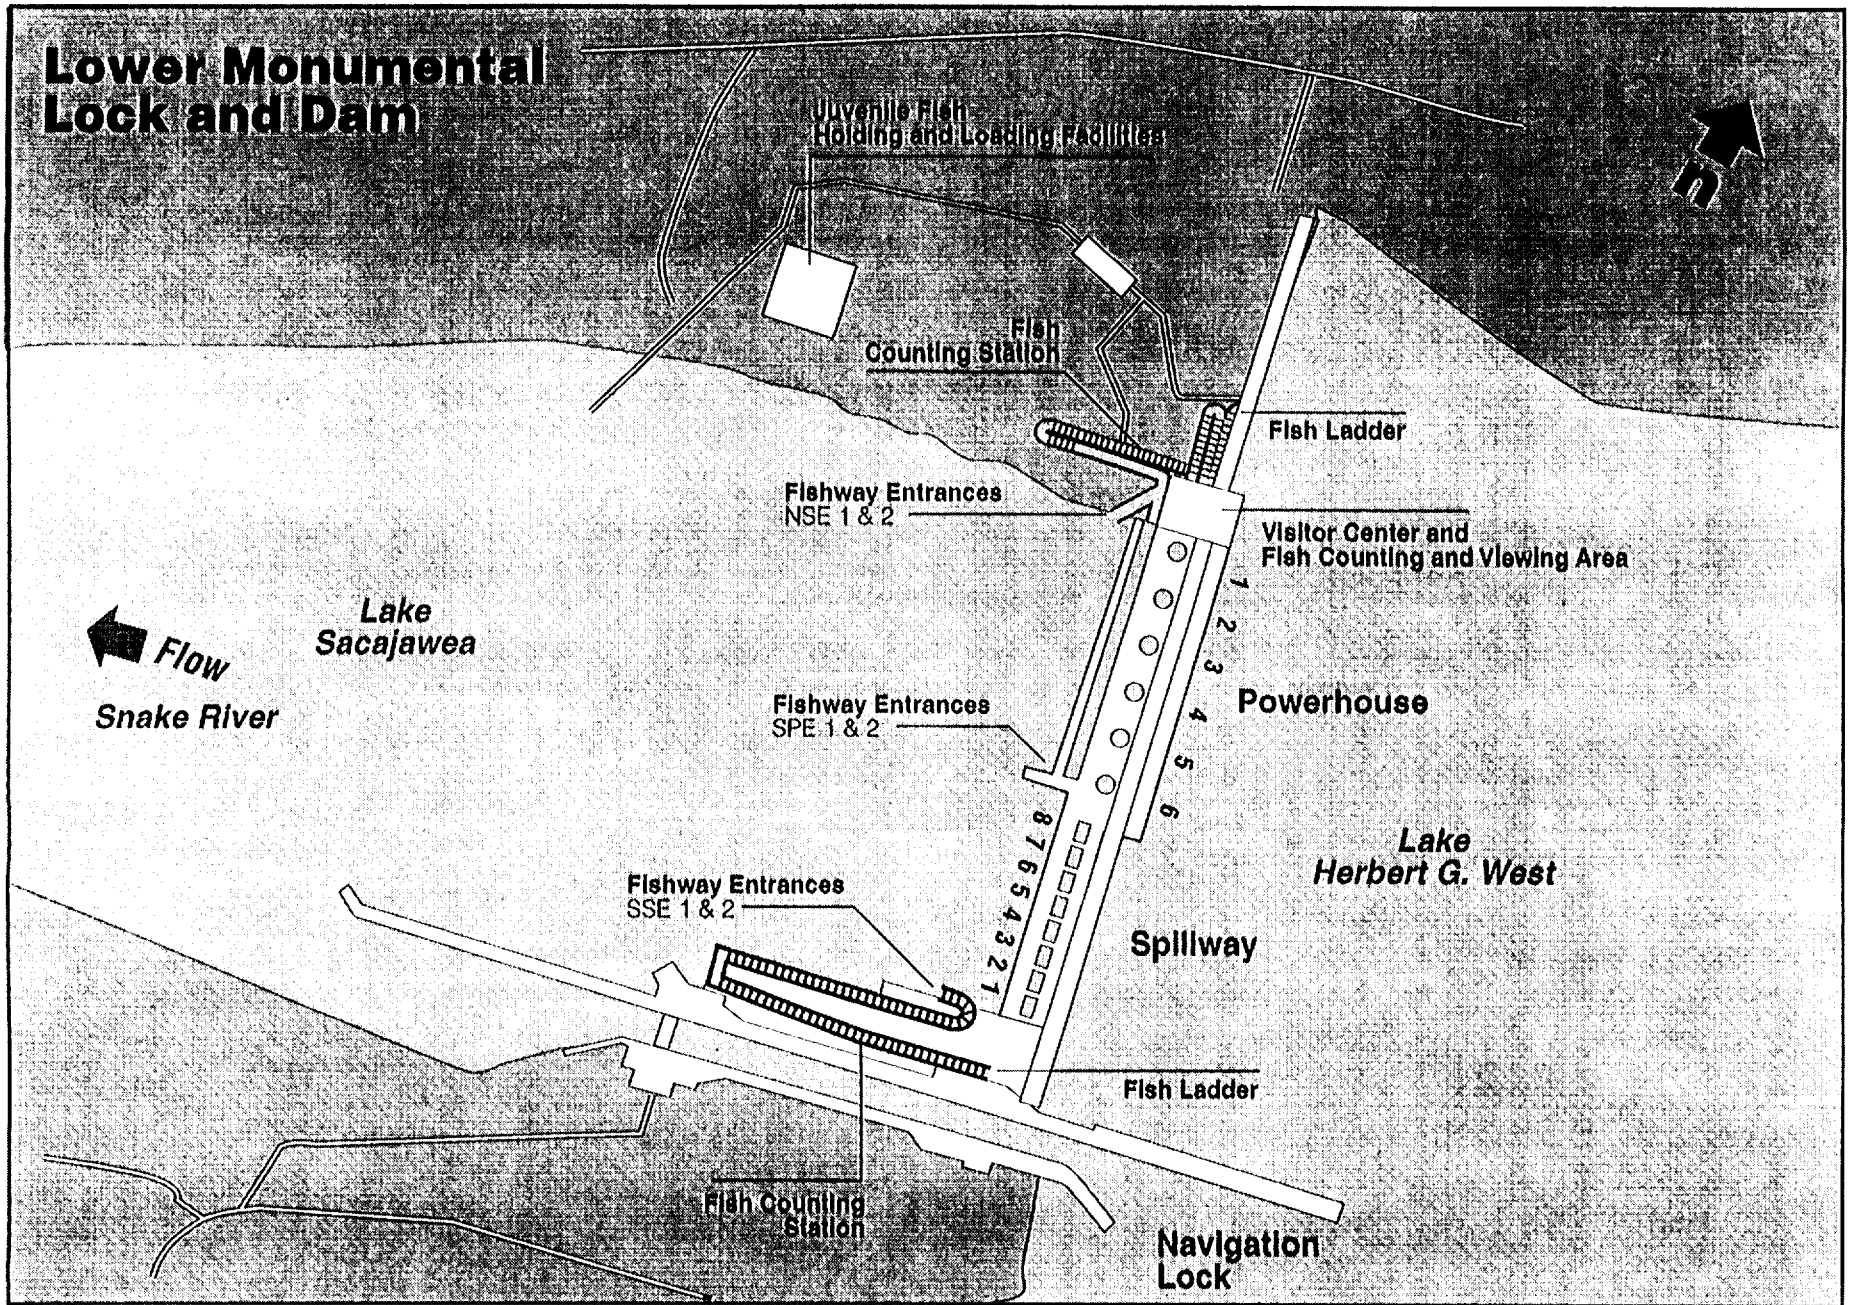 Lower Monumental
Lock and Dam
Juvenile Fish
Holding and Loading Facilities
n
Fish
Counting Station
Fish Ladder
Fishway Entrances
NSE 1 & 2
Visitor Center and
Fish Counting and Viewing Area
1
2
3
4
5
6
Lake
Sacajawea
Flow
Snake River
Powerhouse
Fishway Entrances
SPE 1 & 2
8
7
6
5
4
3
2
1
Lake
Herbert G. West
Fishway Entrances
SSE 1 & 2
Spillway
Fish Ladder
Fish Counting
Station
Navigation
Lock